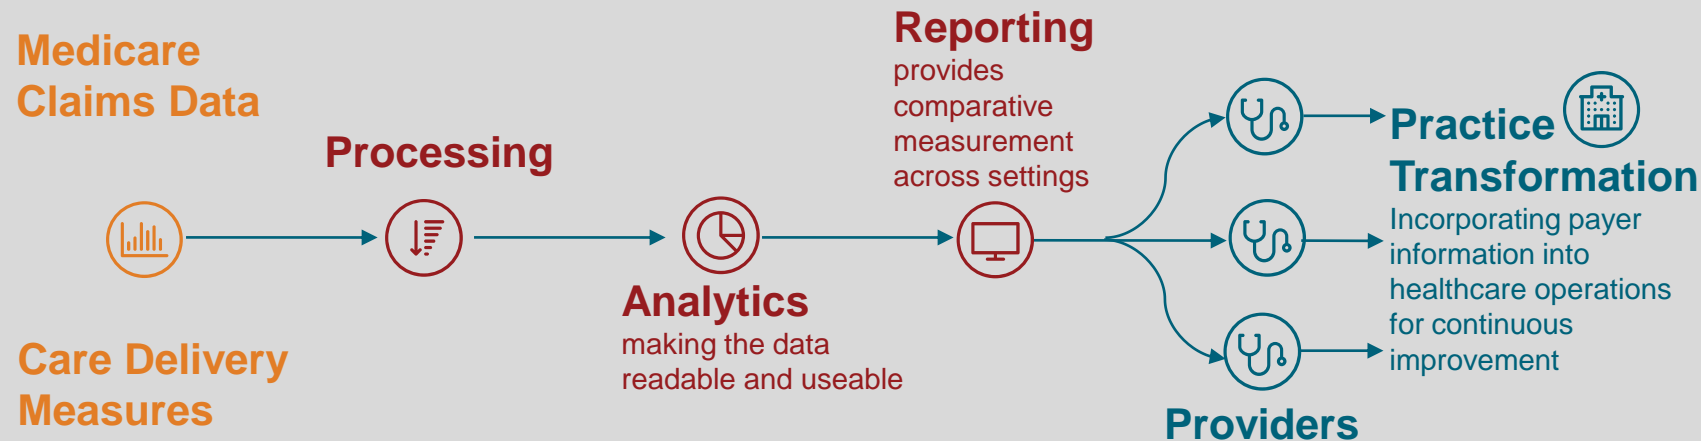 Medicare
Claims Data
Care Delivery
Measures
Processing
Analytics
making the data
readable and useable
Reporting
provides
comparative
measurement
across settings
Providers
Practice
Transformation
Incorporating payer
information into
healthcare operations
for continuous
improvement